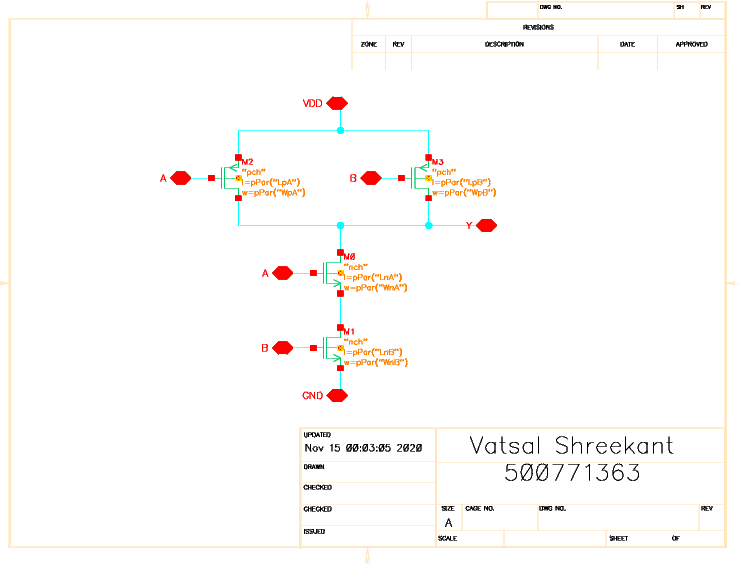 DWG NO. SH REV
REVISIONS
ZONE REV DESCRIPTION DATE APPROVED
VDD
M2
"pch"
A
l=pPar("LpA")
w=pPar("WpA")
M3
"pch"
B
l=pPar("LpB")
w=pPar("WpB")
Y
M0
"nch"
A
l=pPar("LnA")
w=pPar("WnA")
M1
"nch"
B
l=pPar("LnB")
w=pPar("WnB")
GND
UPDATED
Nov 15 00:03:05 2020
DRAWN
CHECKED
CHECKED
ISSUED
Vatsal Shreekant
500771363
SIZE CAGE NO. DWG NO. REV
A
SCALE SHEET OF